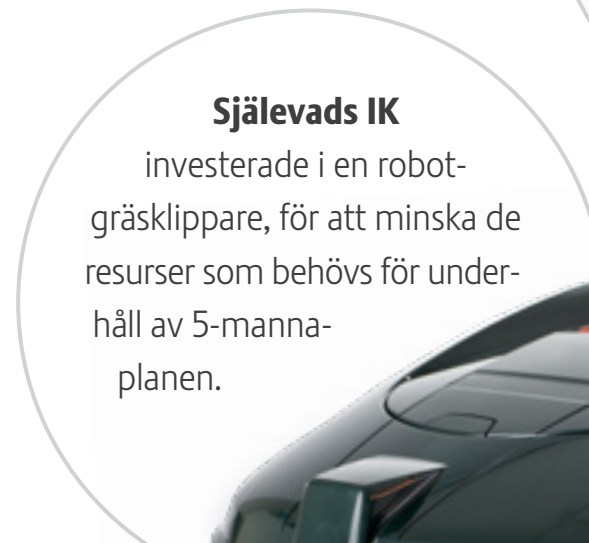 Själevads IK
investerade i en robot-
gräsklippare, för att minska de
resurser som behövs för under-
håll av 5-manna-
planen.